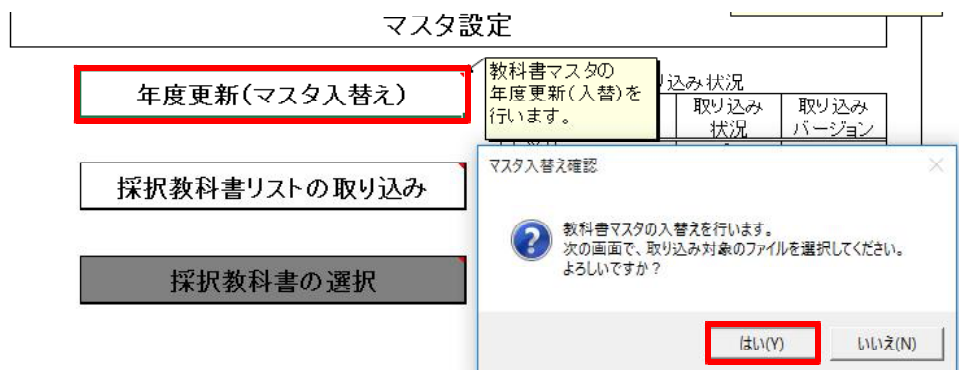 マスタ設定
年度更新(マスタ入替え)
教科書マスタの
年度更新(入替)を
行います。
込み状況
取り込み
状況
取り込み
バージョン
採択教科書リストの取り込み
採択教科書の選択
マスタ入替え確認
教科書マスタの入替えを行います。
次の画面で、取り込み対象のファイルを選択してください。
よろしいですか？
はい(Y)
いいえ(N)